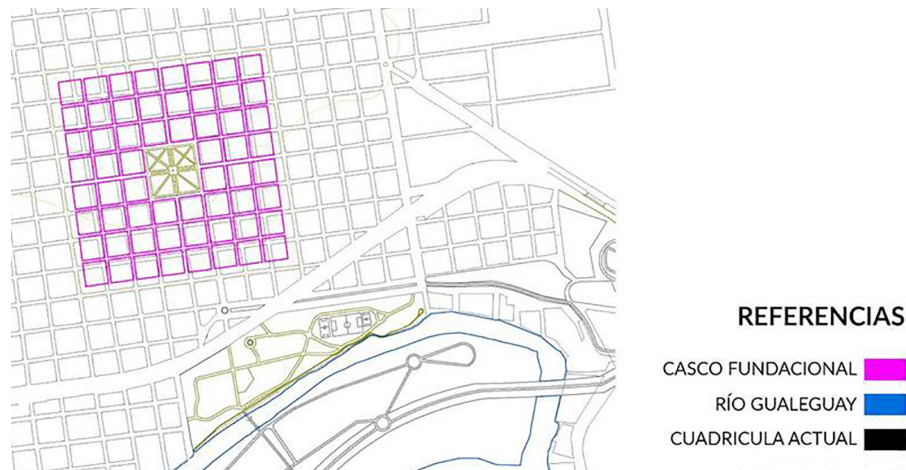 REFERENCIAS
CASCO FUNDACIONAL
RÍO GUALEGUAY
CUADRICULA ACTUAL